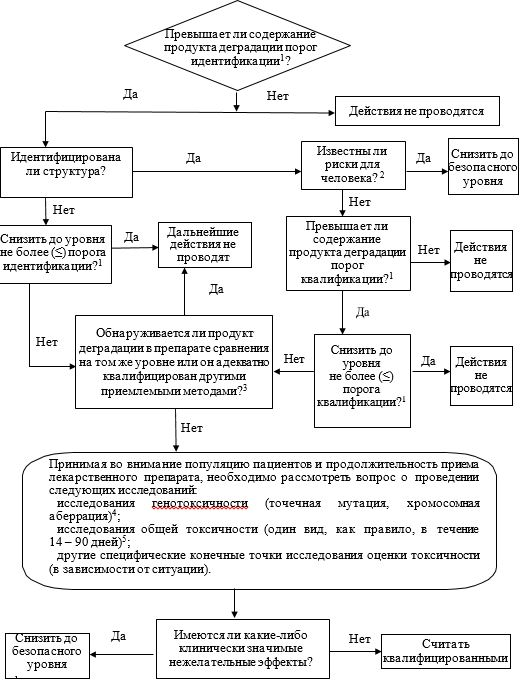 Превышает ли содержание
продукта деградации порог
идентификации1?
Да
Нет
Действия не проводятся
Идентифицирована
ли структура?
Да
Известны ли
риски для
человека? 2
Да
Снизить до
безопасного
уровня
Нет
Нет
Снизить до уровня
не более (≤) порога
идентификации?1
Да
Дальнейшие
действия не
проводят
Превышает ли
содержание
продукта деградации
порог
квалификации?1
Нет
Действия
не
проводятся
Да
Да
Нет
Обнаруживается ли продукт
деградации в препарате сравнения
на том же уровне или он адекватно
квалифицирован другими
приемлемыми методами?3
Нет
Снизить до
уровня
не более (≤)
порога
квалификации?1
Да
Действия
не
проводятся
Нет
Принимая во внимание популяцию пациентов и продолжительность приема
лекарственного препарата, необходимо рассмотреть вопрос о проведении
следующих исследований:
исследования генотоксичности (точечная мутация, хромосомная
аберрация)4;
исследования общей токсичности (один вид, как правило, в течение
14 – 90 дней)5;
другие специфические конечные точки исследования оценки токсичности
(в зависимости от ситуации).
Снизить до
безопасного
уровня
Да
Имеются ли какие-либо
клинически значимые
нежелательные эффекты?
Нет
Считать
квалифицированными